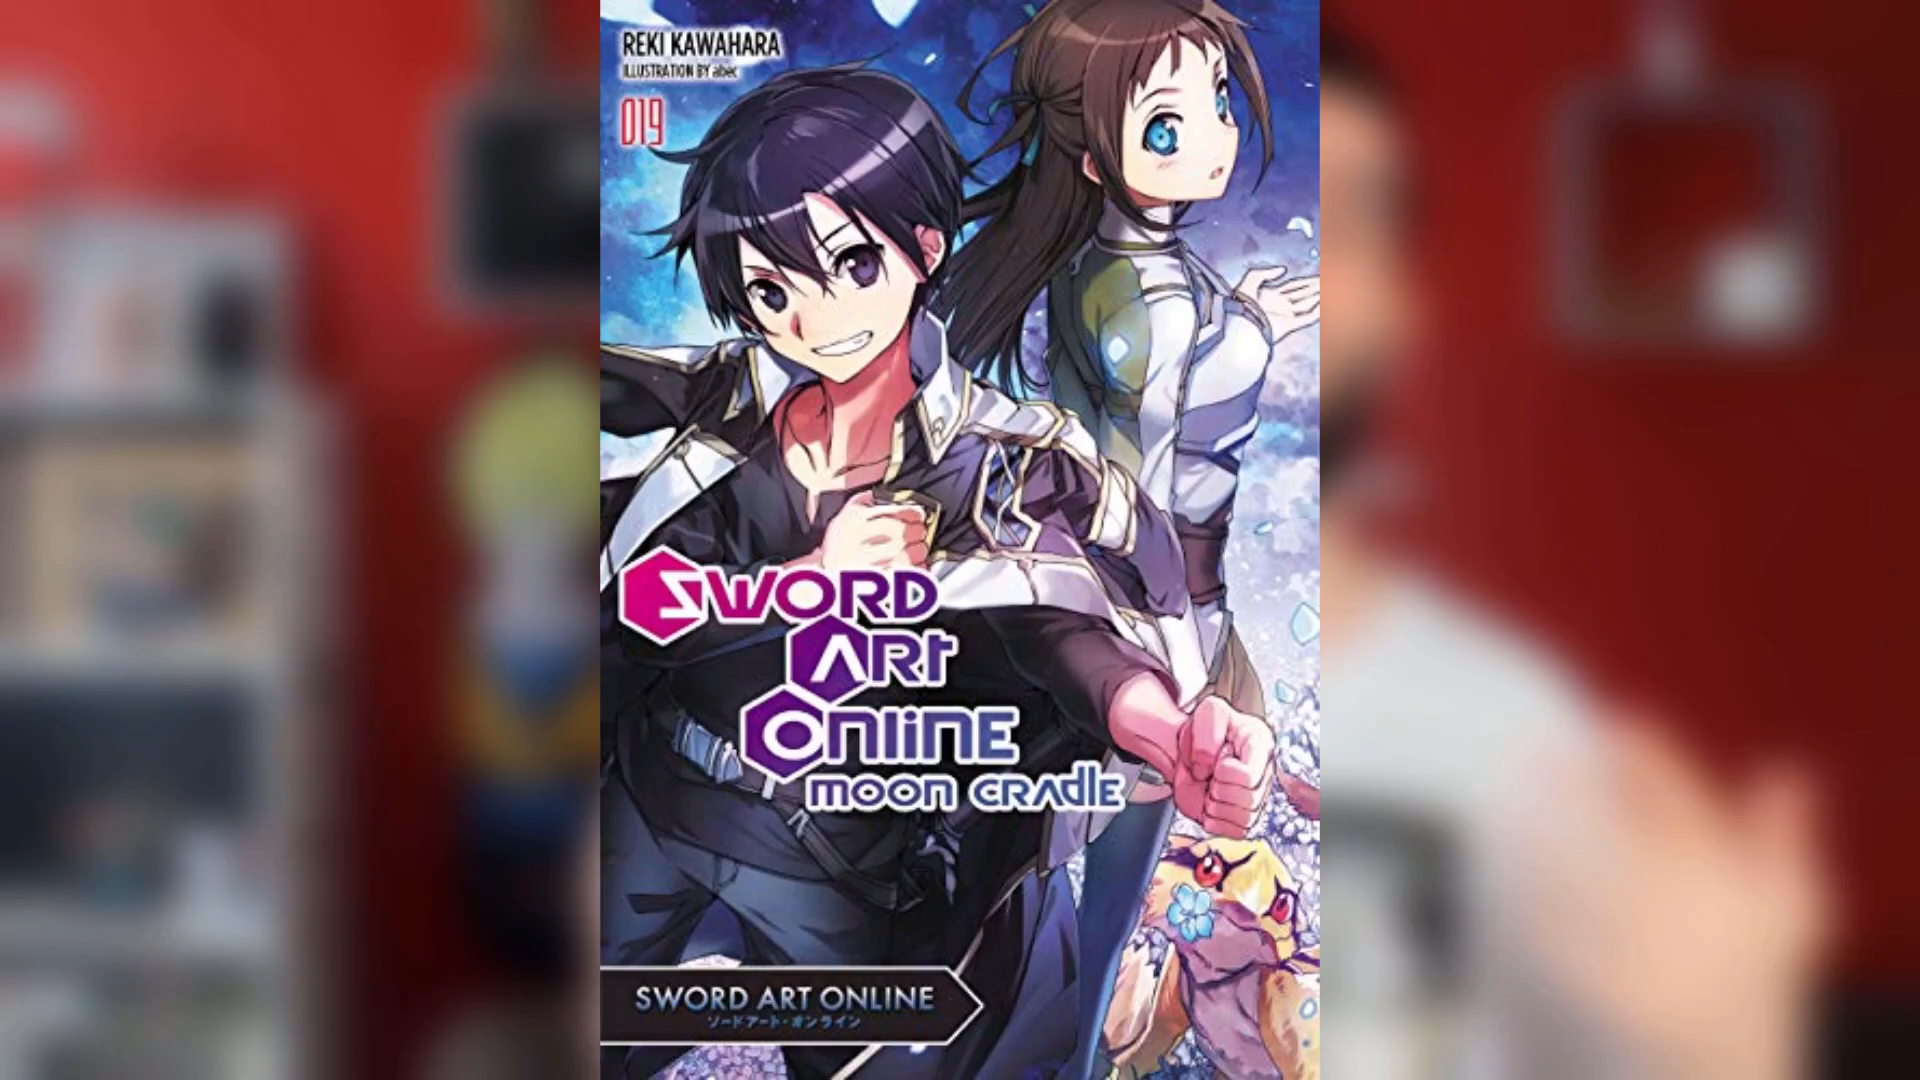 REKI KAWAHARA
ILLUSTRATION BY abec
019
SWORD
ART
ONLINE
MOON CRADLE
SWORD ART ONLINE
ソードアート・オンライン